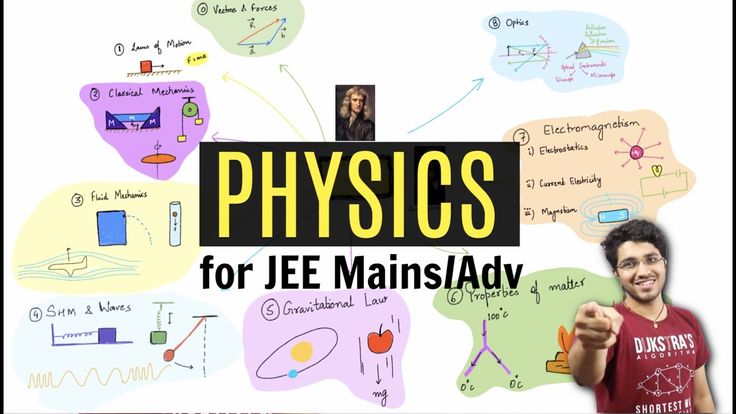 ⓪ Vectors & Forces
R
a
b
① Laws of Motion
F=ma
② Classical Mechanics
M
m
M
③ Fluid Mechanics
④ SHM & Waves
⑤ Gravitational Law
mg
⑥ Properties of matter
100°C
0°C
0°C
⑦ Electromagnetism
i) Electrostatics
ii) Current Electricity
iii) Magnetism
S
⑧ Optics
Reflection
Refraction
Optical Instruments
Telescope
Microscope
PHYSICS
for JEE Mains/Adv
DIJKSTRA'S
ALGORITHM
SHORTEST